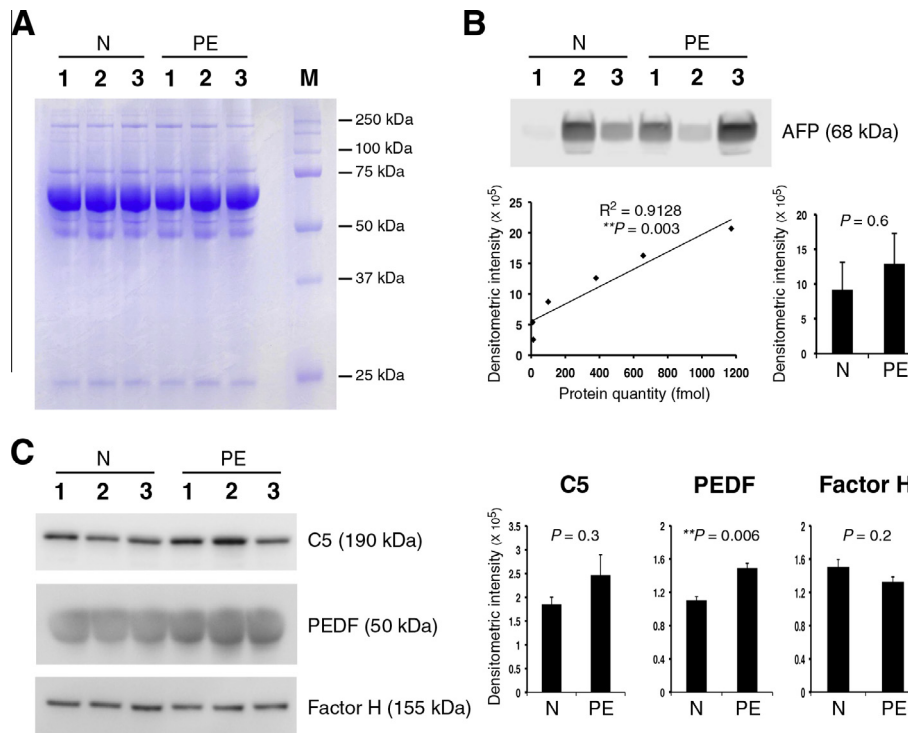 A
N PE
1 2 3 1 2 3 M
250 kDa
100 kDa
75 kDa
50 kDa
37 kDa
25 kDa
B
N PE
1 2 3 1 2 3
AFP (68 kDa)
Densitometric intensity (X 10⁵)
25
20
15
10
5
0
R² = 0.9128
**P = 0.003
0 200 400 600 800 1000 1200
Protein quantity (fmol)
Densitometric intensity (X 10⁵)
20
15
10
5
0
P = 0.6
N PE
C
N PE
1 2 3 1 2 3
C5 (190 kDa)
PEDF (50 kDa)
Factor H (155 kDa)
C5
Densitometric intensity (X 10⁵)
3.5
3
2.5
2
1.5
1
0.5
0
P = 0.3
N PE
PEDF
2
1.6
1.2
0.8
0.4
0
**P = 0.006
N PE
Factor H
2
1.6
1.2
0.8
0.4
0
P = 0.2
N PE